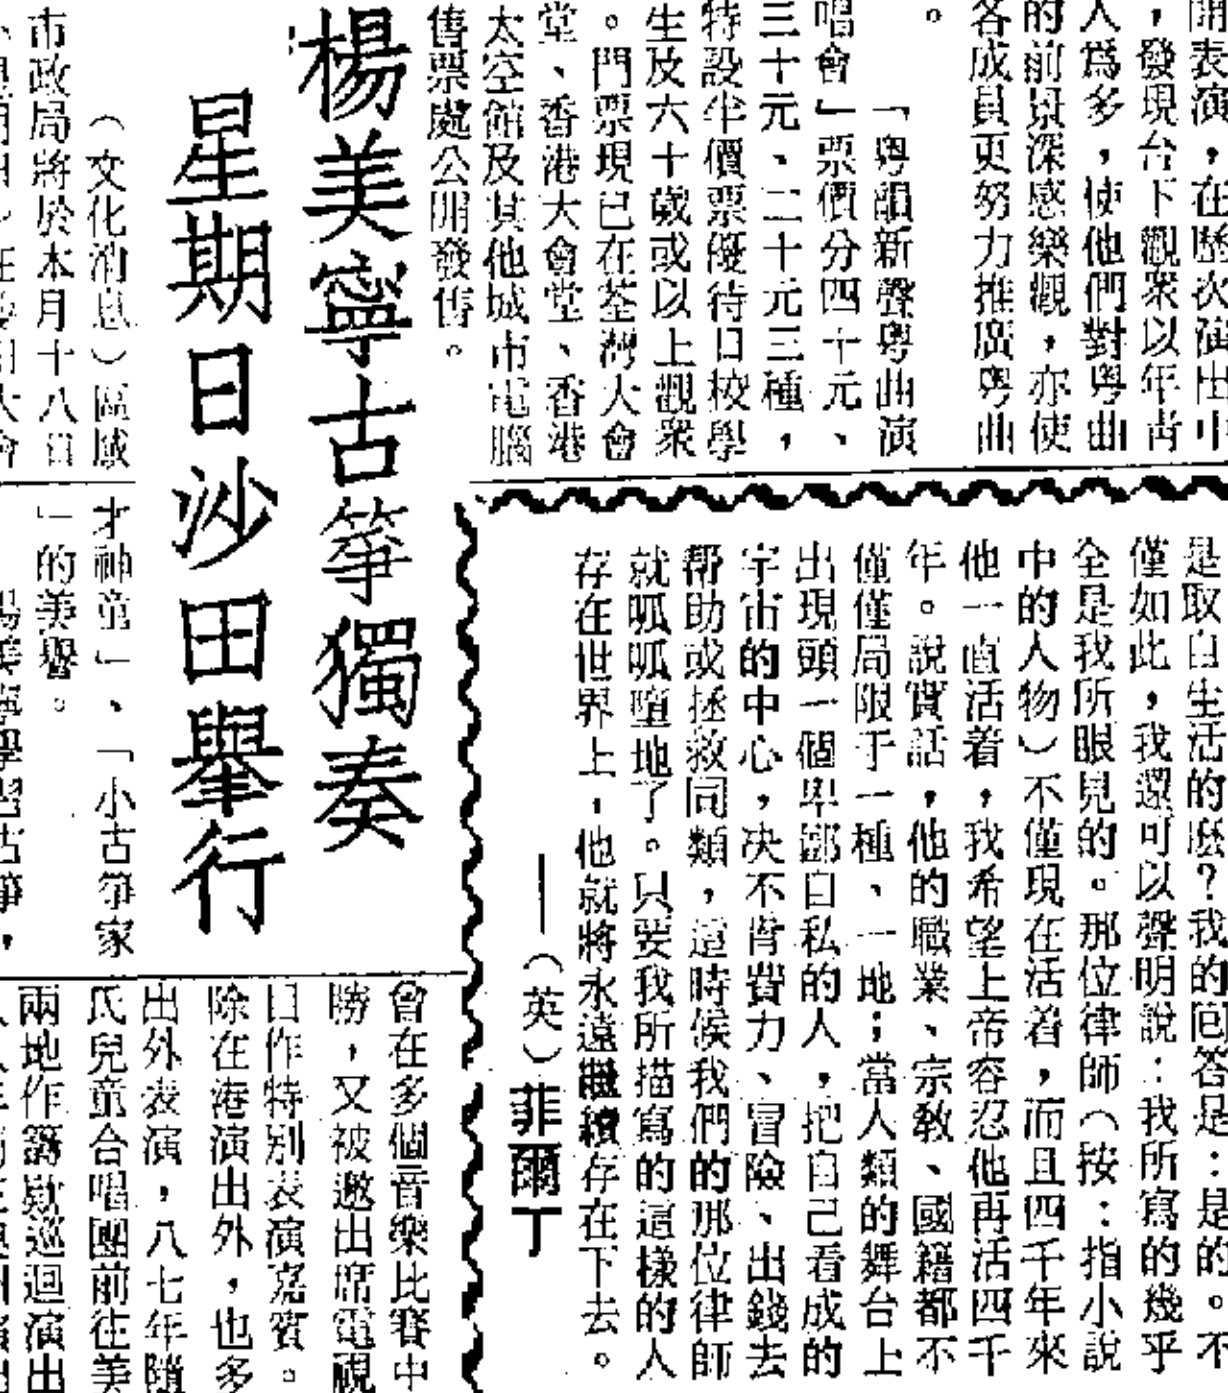 開表演，在歷次演出中
，發現台下觀衆以年青
人爲多，使他們對粤曲
的前景深感樂觀，亦使
各成員更努力推廣粤曲
。
「粤韻新聲粤曲演
唱會」票價分四十元、
三十元、二十元三種，
特設半價票優待日校學
生及六十歲或以上觀衆
。門票現已在荃灣大會
堂、香港大會堂、香港
太空館及其他城市電腦
售票處公開發售。
楊美寧古筝獨奏
星期日沙田舉行
（文化消息）區域
市政局將於本月十八日
才神童」、「小古箏家
」的美譽。
楊美寧學習古箏，
曾在多個音樂比賽中
勝，又被邀出席電視
目作特別表演嘉賓。
除在港演出外，也多
出外表演，八七年隨
氏兒童合唱團前往美
兩地作籌款巡迴演出
是取自生活的麽？我的回答是：是的。不
僅如此，我還可以聲明說：我所寫的幾乎
全是我所眼見的。那位律師（按：指小說
中的人物）不僅現在活着，而且四千年來
他一直活着，我希望上帝容忍他再活四千
年。說實話，他的職業、宗教、國籍都不
僅僅局限于一種、一地；當人類的舞台上
出現頭一個卑鄙自私的人，把自己看成的
宇宙的中心，决不肯費力、冒險、出錢去
帮助或拯救同類，這時候我們的那位律師
就呱呱墮地了。只要我所描寫的這樣的人
存在世界上，他就將永遠繼續存在下去。
——（英）菲爾丁